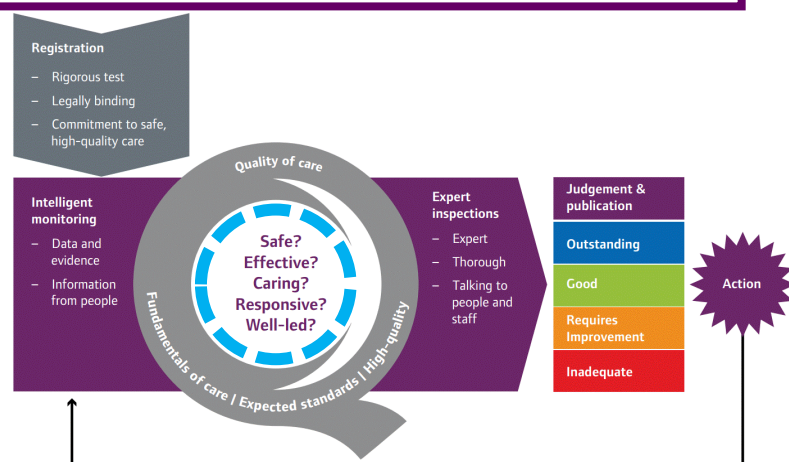 Registration
– Rigorous test
– Legally binding
– Commitment to safe,
high-quality care
Intelligent
monitoring
– Data and
evidence
– Information
from people
Quality of care
Safe?
Effective?
Caring?
Responsive?
Well-led?
Fundamentals of care | Expected standards | High-quality
Expert
inspections
– Expert
– Thorough
– Talking to
people and
staff
Judgement &
publication
Outstanding
Good
Requires
Improvement
Inadequate
Action